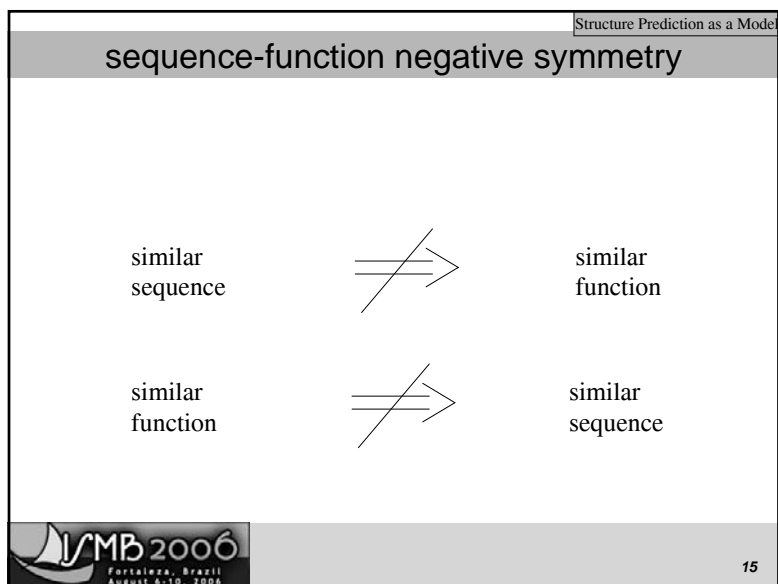 Structure Prediction as a Model
sequence-function negative symmetry
similar
sequence
similar
function
similar
function
similar
sequence
ISMB 2006
Fortaleza, Brazil
August 6-10, 2006
15